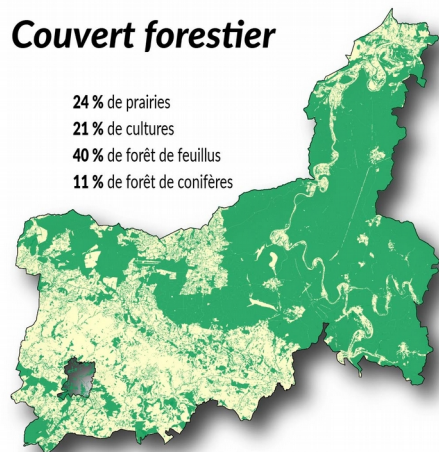 Couvert forestier
24 % de prairies
21 % de cultures
40 % de forêt de feuillus
11 % de forêt de conifères